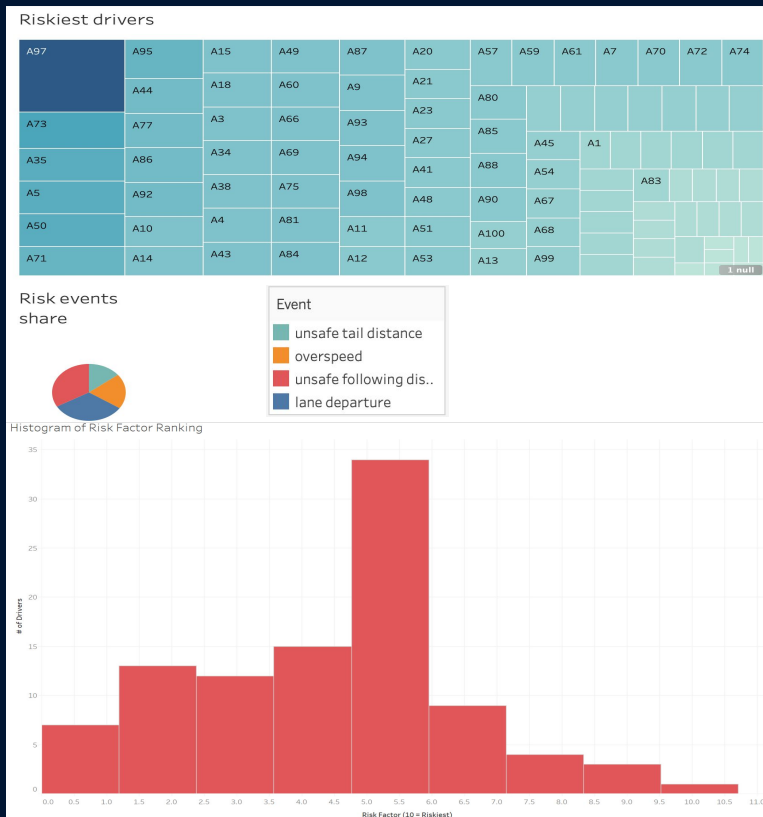 Riskiest drivers
A97 A95 A15 A49 A87 A20 A57 A59 A61 A7 A70 A72 A74
A44 A18 A60 A9 A21 A80
A73 A77 A3 A66 A93 A23 A85 A45 A1
A35 A86 A34 A69 A94 A27 A88 A54 A83
A5 A92 A38 A75 A98 A41 A90 A67
A50 A10 A4 A81 A11 A48 A100 A68
A71 A14 A43 A84 A12 A51 A13 A99
A53
1 null
Risk events
share
Event
unsafe tail distance
overspeed
unsafe following dis..
lane departure
Histogram of Risk Factor Ranking
35
30
25
20
15
10
5
0
# of Drivers
0.0 0.5 1.0 1.5 2.0 2.5 3.0 3.5 4.0 4.5 5.0 5.5 6.0 6.5 7.0 7.5 8.0 8.5 9.0 9.5 10.0 10.5 11.0
Risk Factor (10 = Riskiest)